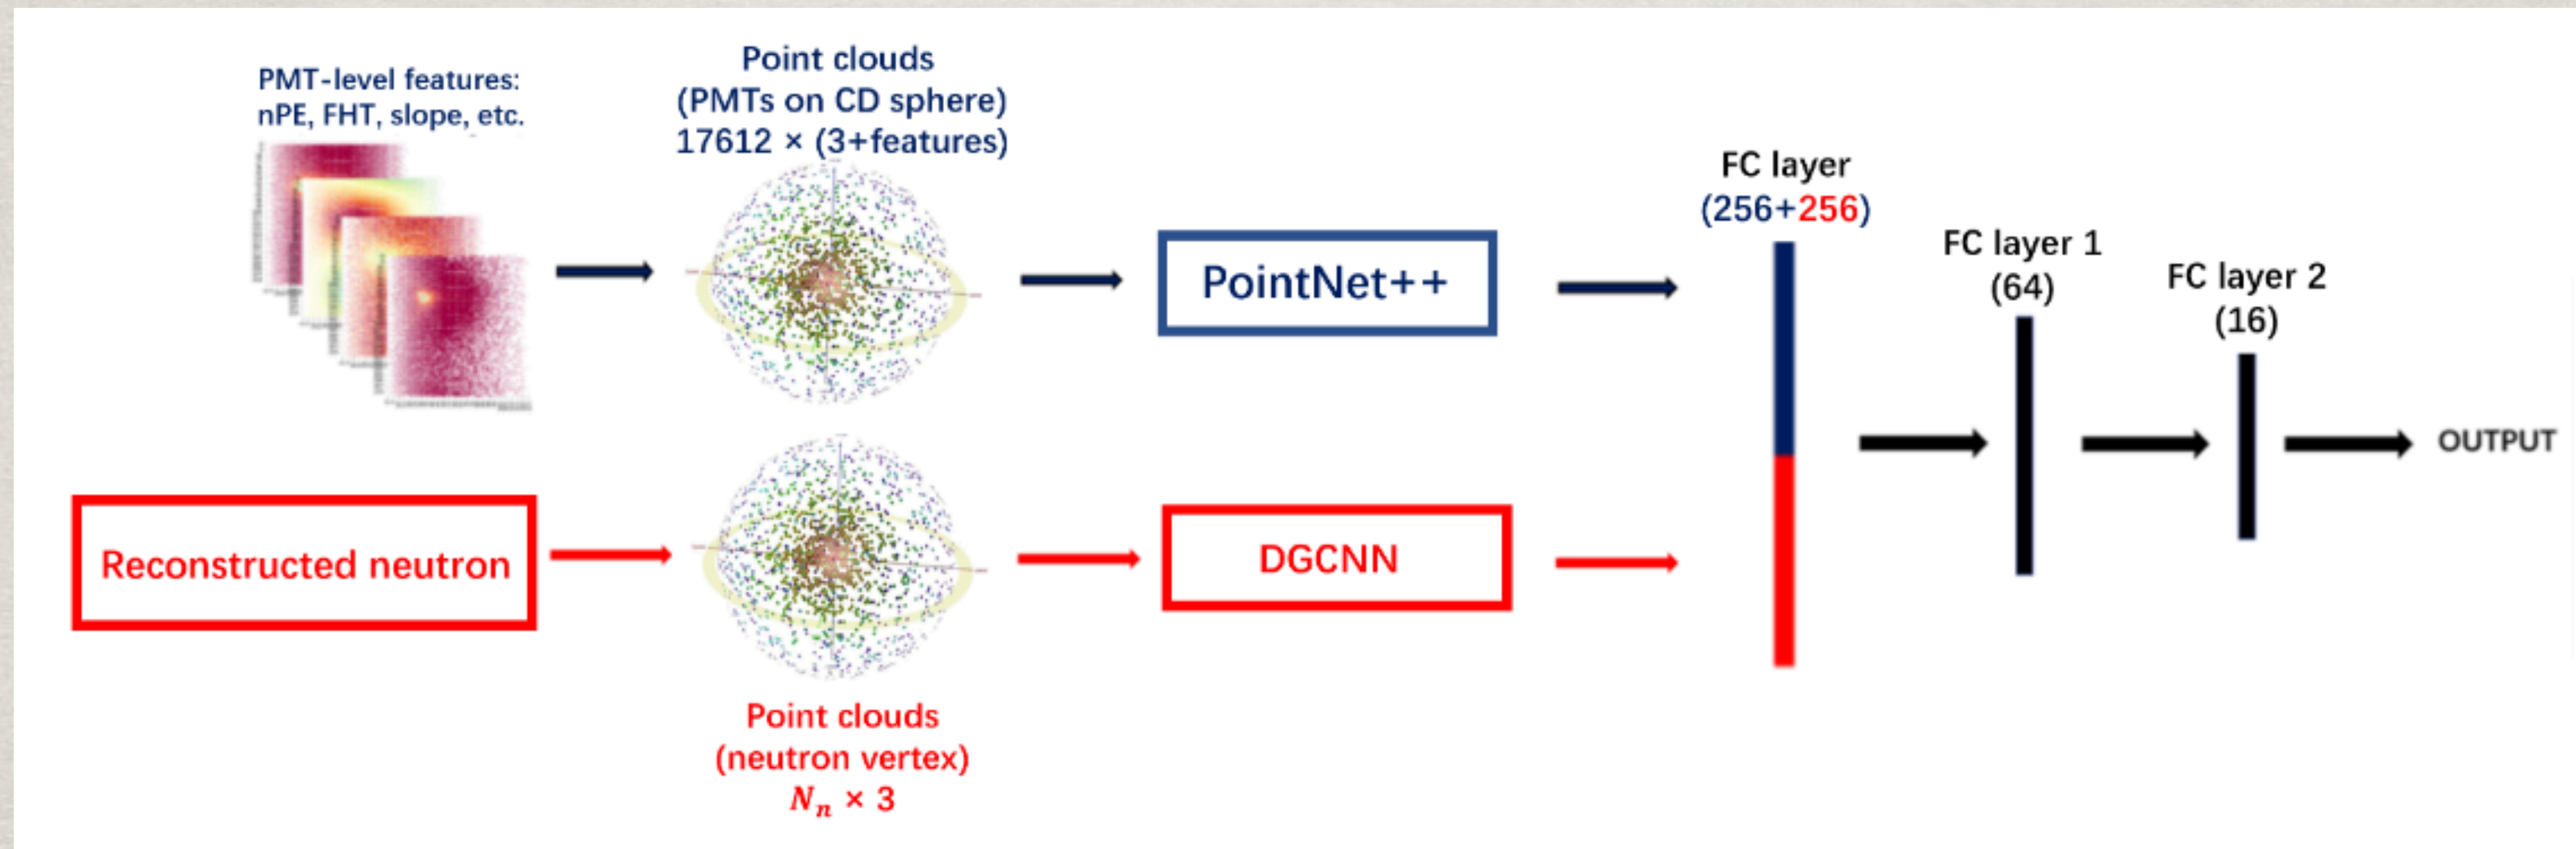 PMT-level features:
nPE, FHT, slope, etc.
Point clouds
(PMTs on CD sphere)
17612 × (3+features)
PointNet++
FC layer
(256+256)
FC layer 1
(64)
FC layer 2
(16)
OUTPUT
Reconstructed neutron
DGCNN
Point clouds
(neutron vertex)
Nₙ × 3